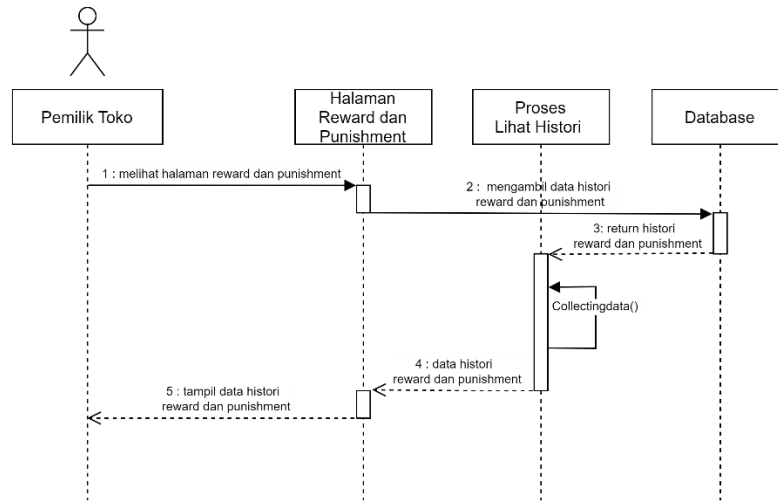 Pemilik Toko
Halaman
Reward dan
Punishment
Proses
Lihat Histori
Database
1 : melihat halaman reward dan punishment
2 : mengambil data histori
reward dan punishment
3: return histori
reward dan punishment
Collectingdata()
4 : data histori
reward dan punishment
5 : tampil data histori
reward dan punishment